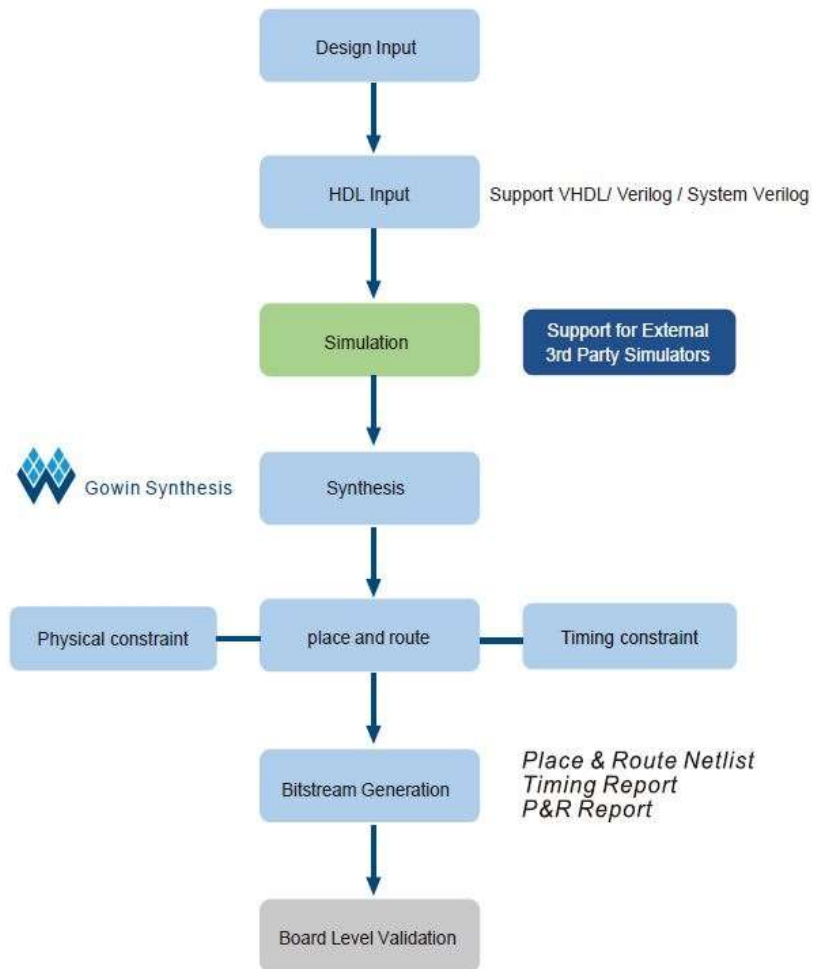 Design Input
HDL Input
Support VHDL/ Verilog / System Verilog
Simulation
Support for External
3rd Party Simulators
Gowin Synthesis
Synthesis
Physical constraint
place and route
Timing constraint
Bitstream Generation
Place & Route Netlist
Timing Report
P&R Report
Board Level Validation